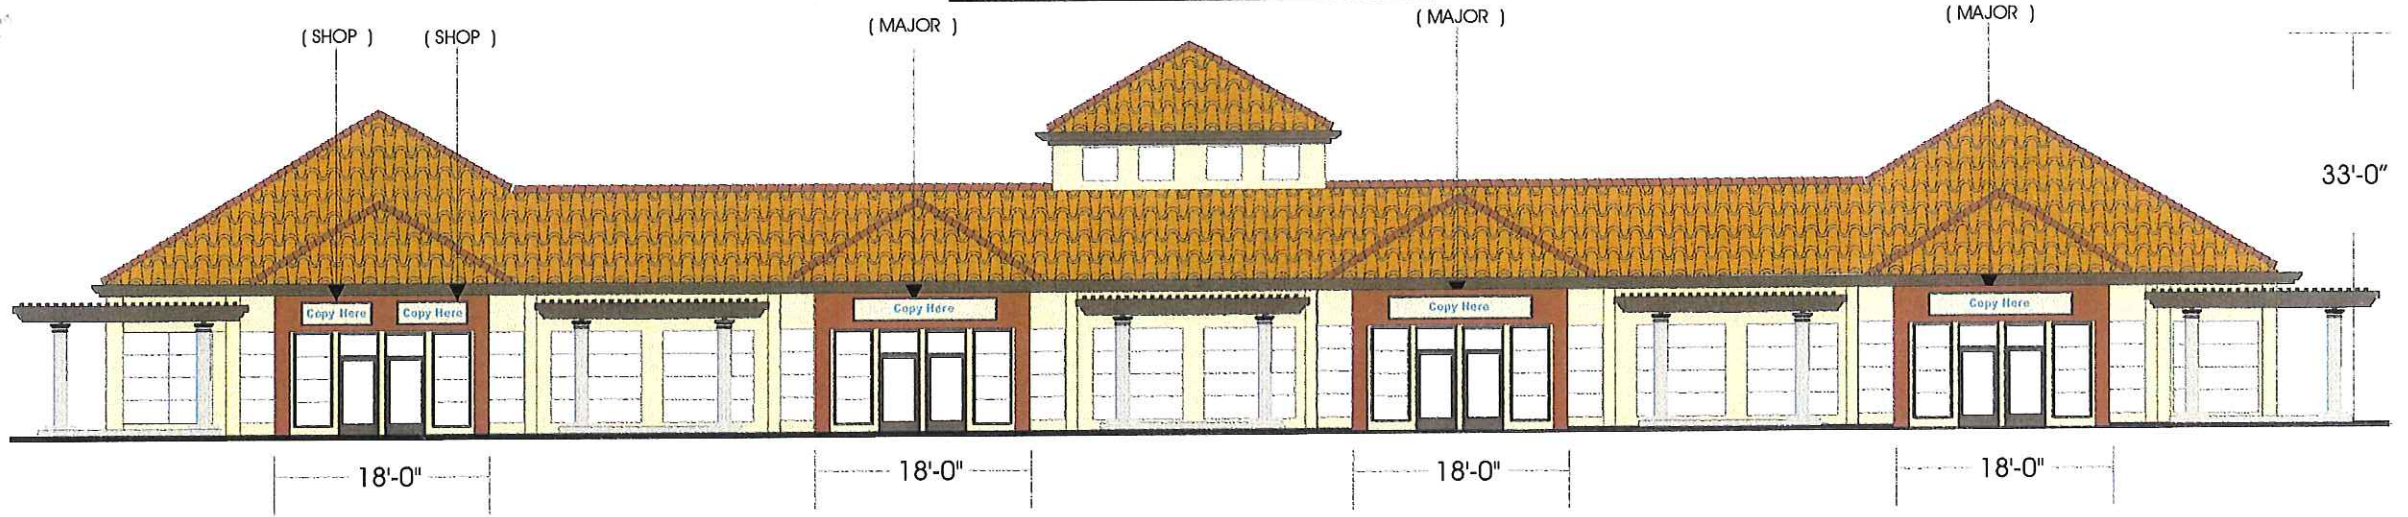 ( SHOP ) ( SHOP ) ( MAJOR ) ( MAJOR ) ( MAJOR )
33'-0"
Copy Here Copy Here Copy Here Copy Here Copy Here
18'-0" 18'-0" 18'-0" 18'-0"